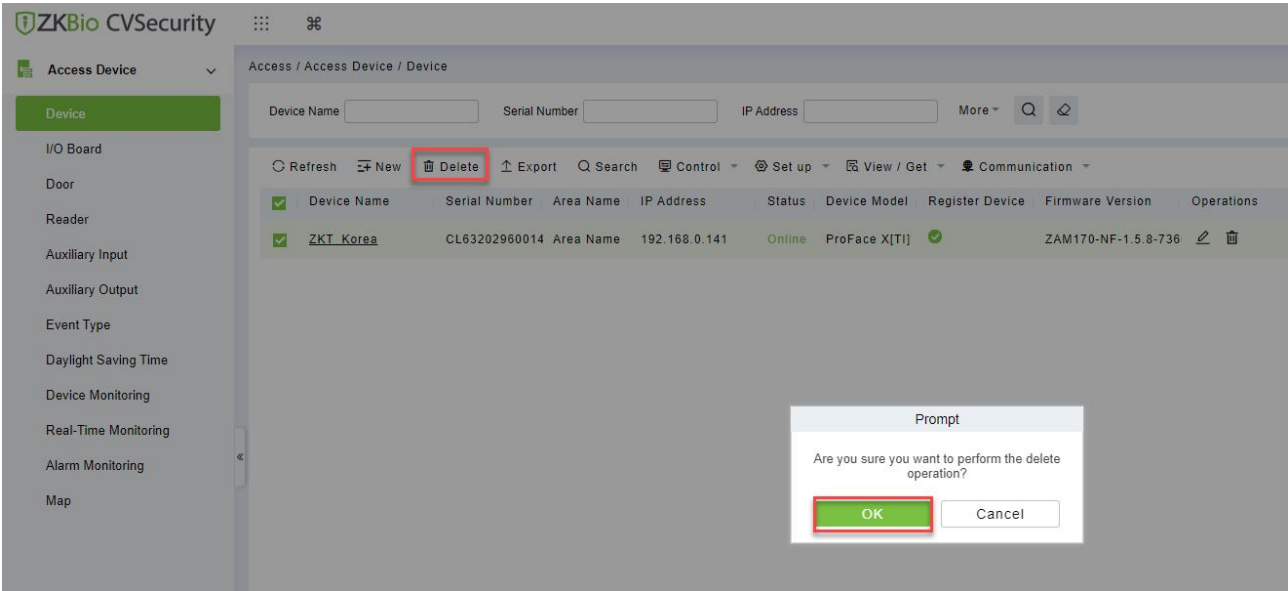 ZKBio CVSecurity
Access Device
Access / Access Device / Device
Device
Device Name Serial Number IP Address More
I/O Board
Door
Refresh New Delete Export Search Control Set up View / Get Communication
Device Name Serial Number Area Name IP Address Status Device Model Register Device Firmware Version Operations
Reader
ZKT_Korea CL63202960014 Area Name 192.168.0.141 Online ProFace X[TI] ZAM170-NF-1.5.8-736
Auxiliary Input
Auxiliary Output
Event Type
Daylight Saving Time
Device Monitoring
Real-Time Monitoring
Alarm Monitoring
Map
Prompt
Are you sure you want to perform the delete
operation?
OK Cancel